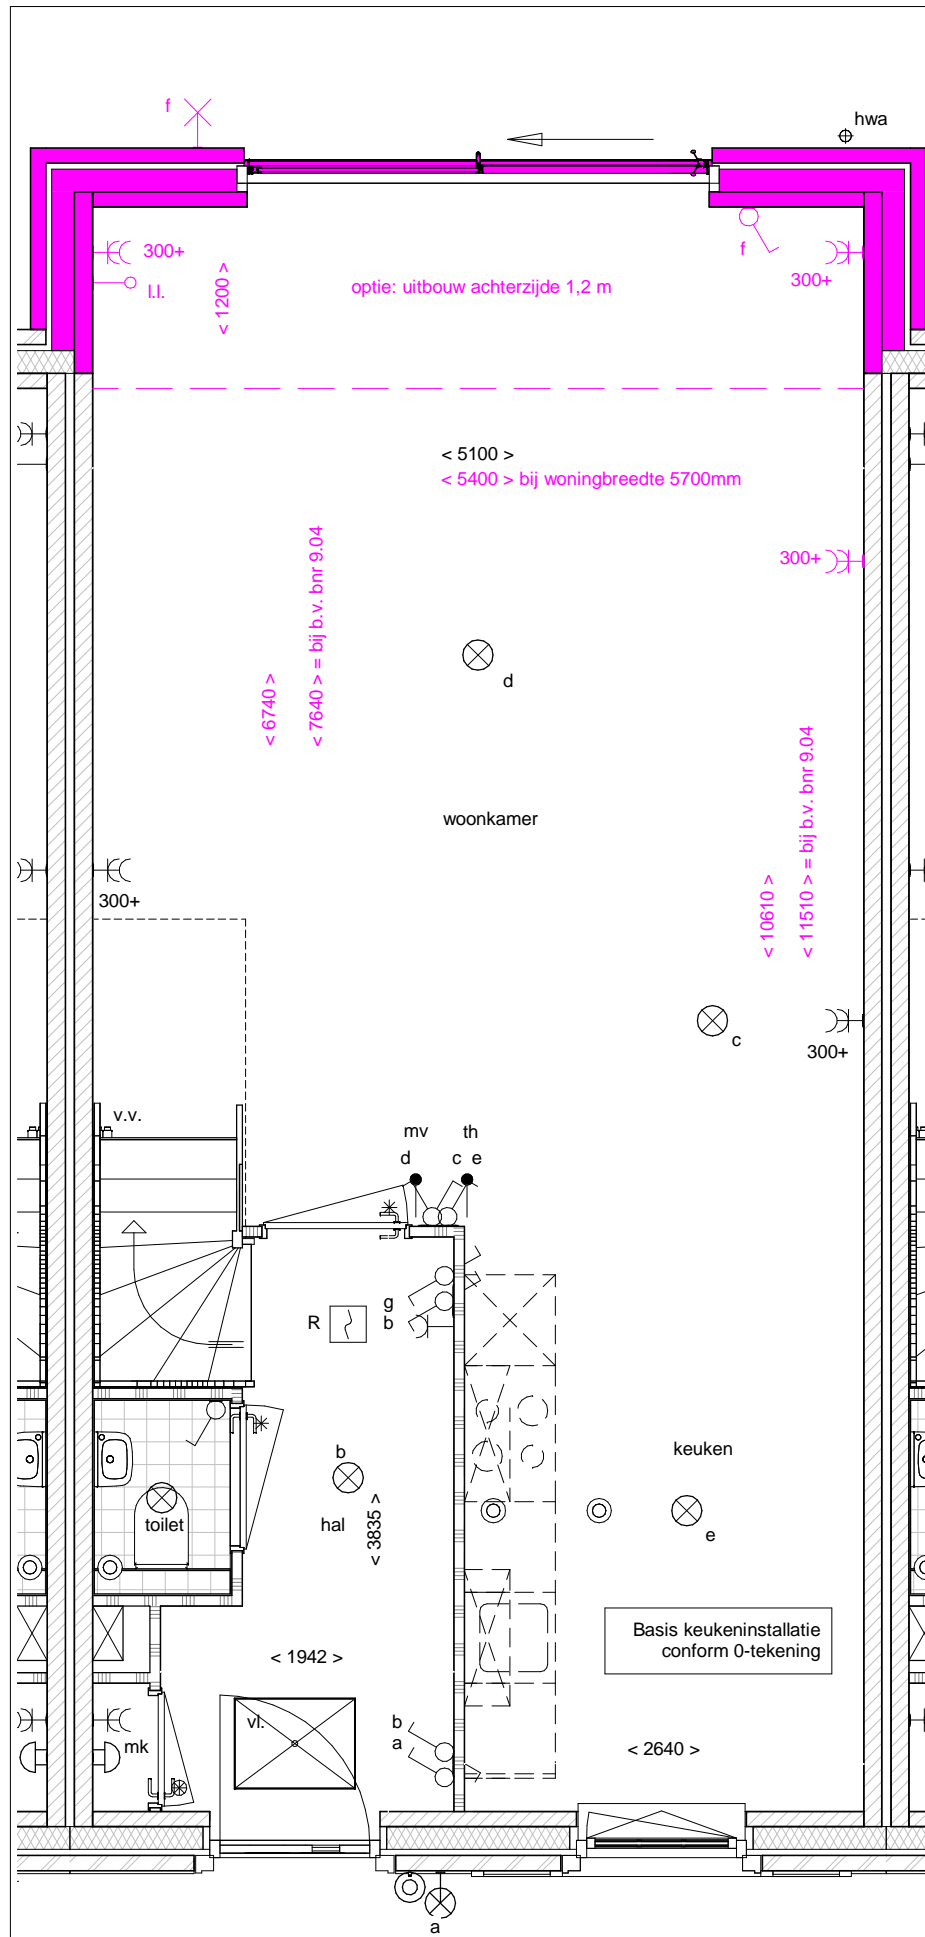 f
hwa
300+
l.l.
< 1200 >
optie: uitbouw achterzijde 1,2 m
f
300+
< 5100 >
< 5400 > bij woningbreedte 5700mm
300+
< 6740 >
< 7640 > = bij b.v. bnr 9.04
d
woonkamer
< 10610 >
< 11510 > = bij b.v. bnr 9.04
300+
c
300+
v.v.
mv
th
d
c e
g
R
b
b
keuken
toilet
hal
< 3835 >
e
Basis keukeninstallatie
conform 0-tekening
< 1942 >
vl.
b
mk
a
< 2640 >
a